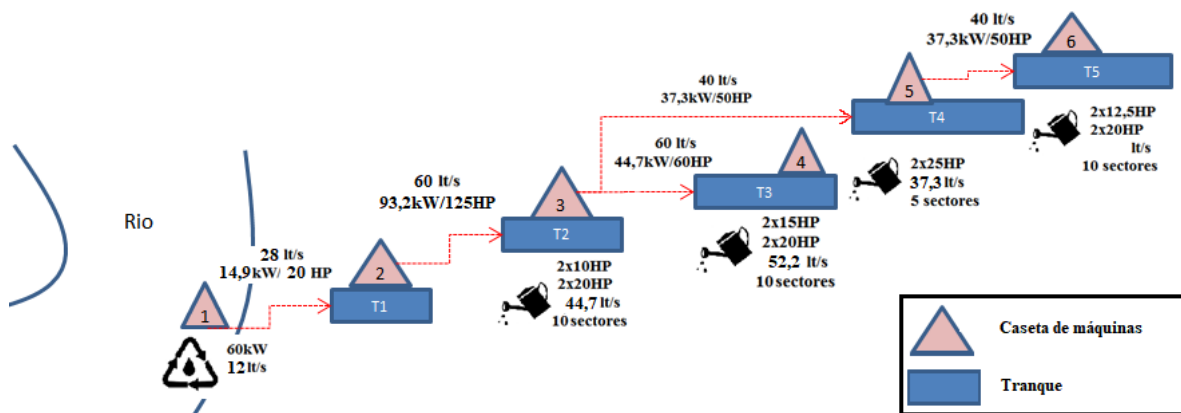 Rio
1
60kW
12lt/s
28 lt/s
14,9kW/ 20 HP
2
T1
60 lt/s
93,2kW/125HP
3
T2
2x10HP
2x20HP
44,7 lt/s
10 sectores
60 lt/s
44,7kW/60HP
4
T3
2x15HP
2x20HP
52,2 lt/s
10 sectores
40 lt/s
37,3kW/50HP
5
T4
2x25HP
37,3 lt/s
5 sectores
40 lt/s
37,3kW/50HP
6
T5
2x12,5HP
2x20HP
lt/s
10 sectores
Caseta de máquinas
Tranque